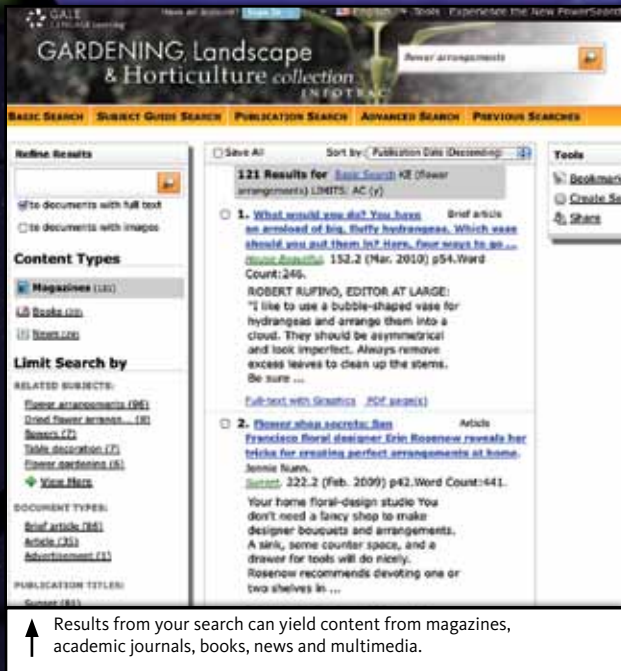 GALE
CENGAGE Learning
Have an account? Sign In
English
Tools
Experience the New PowerSearch
GARDENING, Landscape
& Horticulture collection
INFOTRAC
flower arrangements
BASIC SEARCH SUBJECT GUIDE SEARCH PUBLICATION SEARCH ADVANCED SEARCH PREVIOUS SEARCHES
Refine Results
to documents with full text
to documents with images
Content Types
Magazines (121)
Books (20)
News
Limit Search by
RELATED SUBJECTS:
Flower arrangements (96)
Dried flower arrangn... (8)
Flowers (7)
Table decoration (7)
Flower gardening (6)
View More
DOCUMENT TYPES:
Brief article (86)
Article (35)
Advertisement (1)
PUBLICATION TITLES:
Sunset (81)
Save All Sort by: Publication Date (Descending)
121 Results for Basic Search KE (flower
arrangements) LIMITS: AC (y)
1. What would you do? You have Brief article
an armload of big, fluffy hydrangeas. Which vase
should you put them in? Here, four ways to go ...
House Beautiful. 152.2 (Mar. 2010) p54.Word
Count:246.
ROBERT RUFINO, EDITOR AT LARGE:
"I like to use a bubble-shaped vase for
hydrangeas and arrange them into a
cloud. They should be asymmetrical
and look imperfect. Always remove
excess leaves to clean up the stems.
Be sure ...
Full-text with Graphics PDF page(s)
2. Flower shop secrets: San Article
Francisco floral designer Erin Rosenow reveals her
tricks for creating perfect arrangements at home.
Jennie Nunn.
Sunset. 222.2 (Feb. 2009) p42.Word Count:441.
Your home floral-design studio You
don't need a fancy shop to make
designer bouquets and arrangements.
A sink, some counter space, and a
drawer for tools will do nicely.
Rosenow recommends devoting one or
two shelves in ...
Tools
Bookmark
Create Se
Share
Results from your search can yield content from magazines,
academic journals, books, news and multimedia.